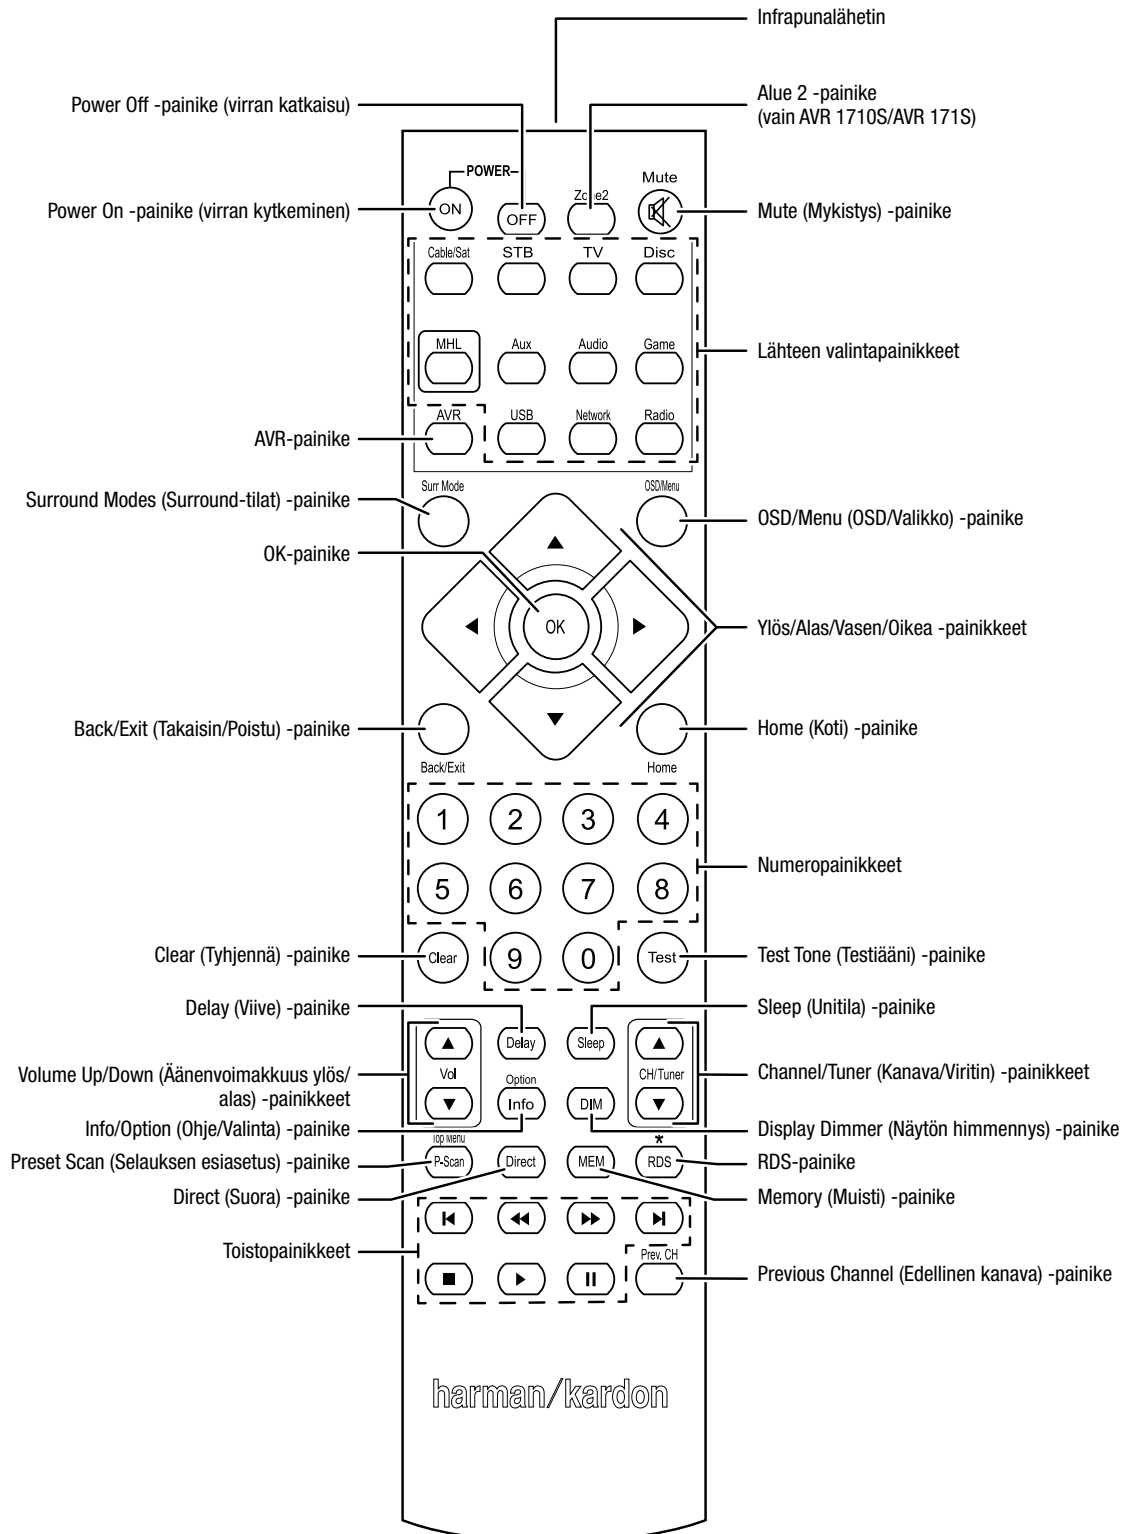 Infrapunalähetin
Power Off -painike (virran katkaisu)
Alue 2 -painike
(vain AVR 1710S/AVR 171S)
POWER
Mute
Zone2
Power On -painike (virran kytkeminen)
ON
OFF
Mute (Mykistys) -painike
Cable/Sat STB TV Disc
MHL Aux Audio Game
Lähteen valintapainikkeet
AVR USB Network Radio
AVR-painike
Surr Mode OSD/Menu
Surround Modes (Surround-tilat) -painike
OSD/Menu (OSD/Valikko) -painike
OK-painike
OK
Ylös/Alas/Vasen/Oikea -painikkeet
Back/Exit (Takaisin/Poistu) -painike
Home (Koti) -painike
Back/Exit Home
1 2 3 4
Numeropainikkeet
5 6 7 8
Clear (Tyhjennä) -painike
Clear 9 0 Test
Test Tone (Testiääni) -painike
Delay (Viive) -painike
Sleep (Unitila) -painike
Delay Sleep
Vol CH/Tuner
Volume Up/Down (Äänenvoimakkuus ylös/
alas) -painikkeet
Channel/Tuner (Kanava/Viritin) -painikkeet
Option
Info DIM
Info/Option (Ohje/Valinta) -painike
Display Dimmer (Näytön himmennys) -painike
Top Menu *
Preset Scan (Selauksen esiasetus) -painike
P-Scan Direct MEM RDS
RDS-painike
Direct (Suora) -painike
Memory (Muisti) -painike
Toistopainikkeet
Prev. CH
Previous Channel (Edellinen kanava) -painike
harman/kardon